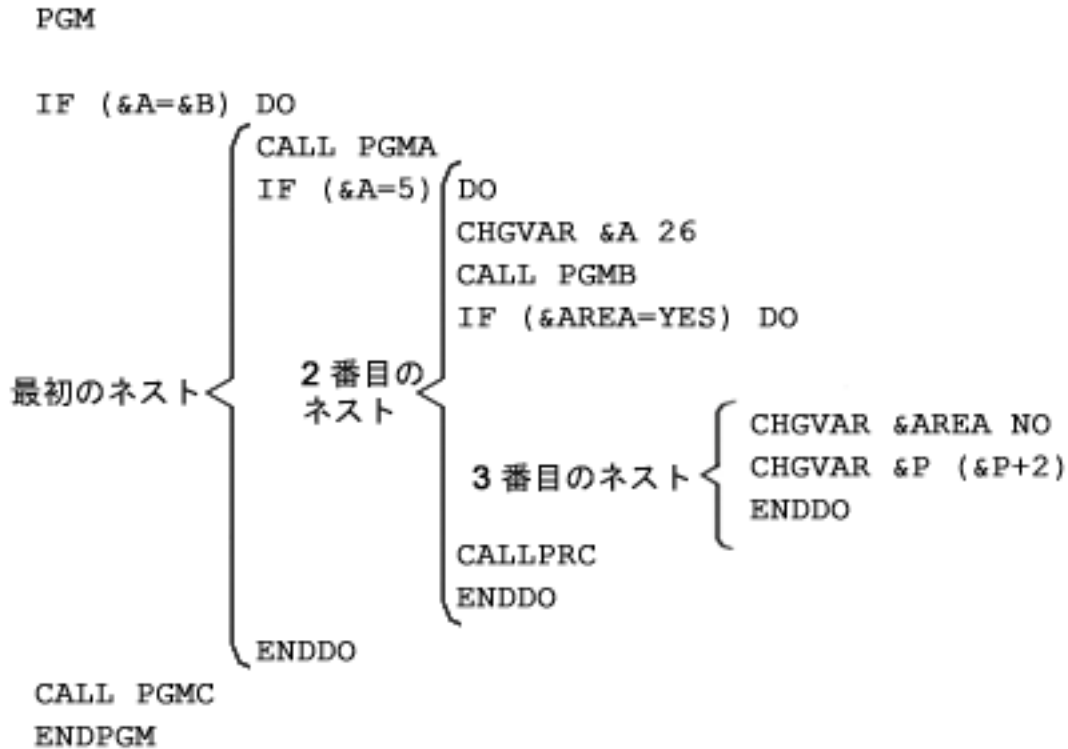 PGM
IF (&A=&B) DO
CALL PGMA
IF (&A=5) DO
CHGVAR &A 26
CALL PGMB
IF (&AREA=YES) DO
最初のネスト
2 番目の
ネスト
CHGVAR &AREA NO
3 番目のネスト
CHGVAR &P (&P+2)
ENDDO
CALLPRC
ENDDO
ENDDO
CALL PGMC
ENDPGM